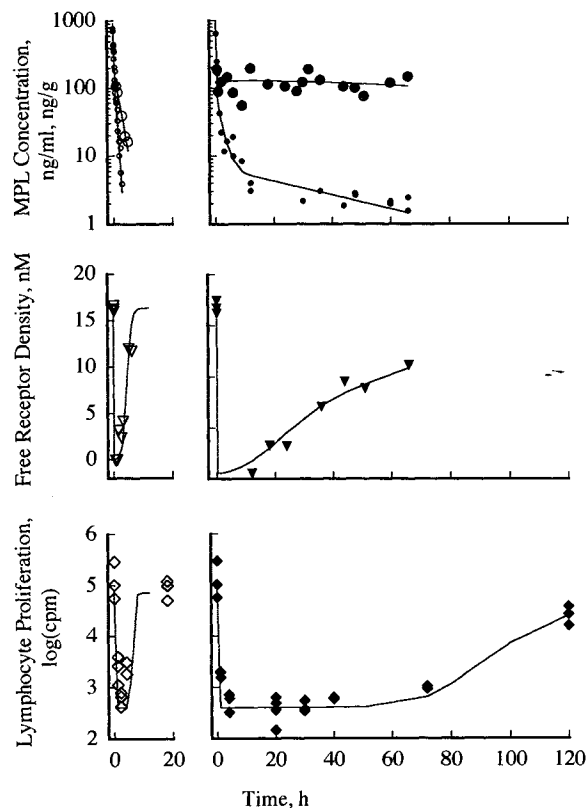 MPL Concentration,
ng/ml, ng/g
1000
100
10
1
Free Receptor Density, nM
20
15
10
5
0
Lymphocyte Proliferation,
log(cpm)
6
5
4
3
2
0 20 0 20 40 60 80 100 120
Time, h